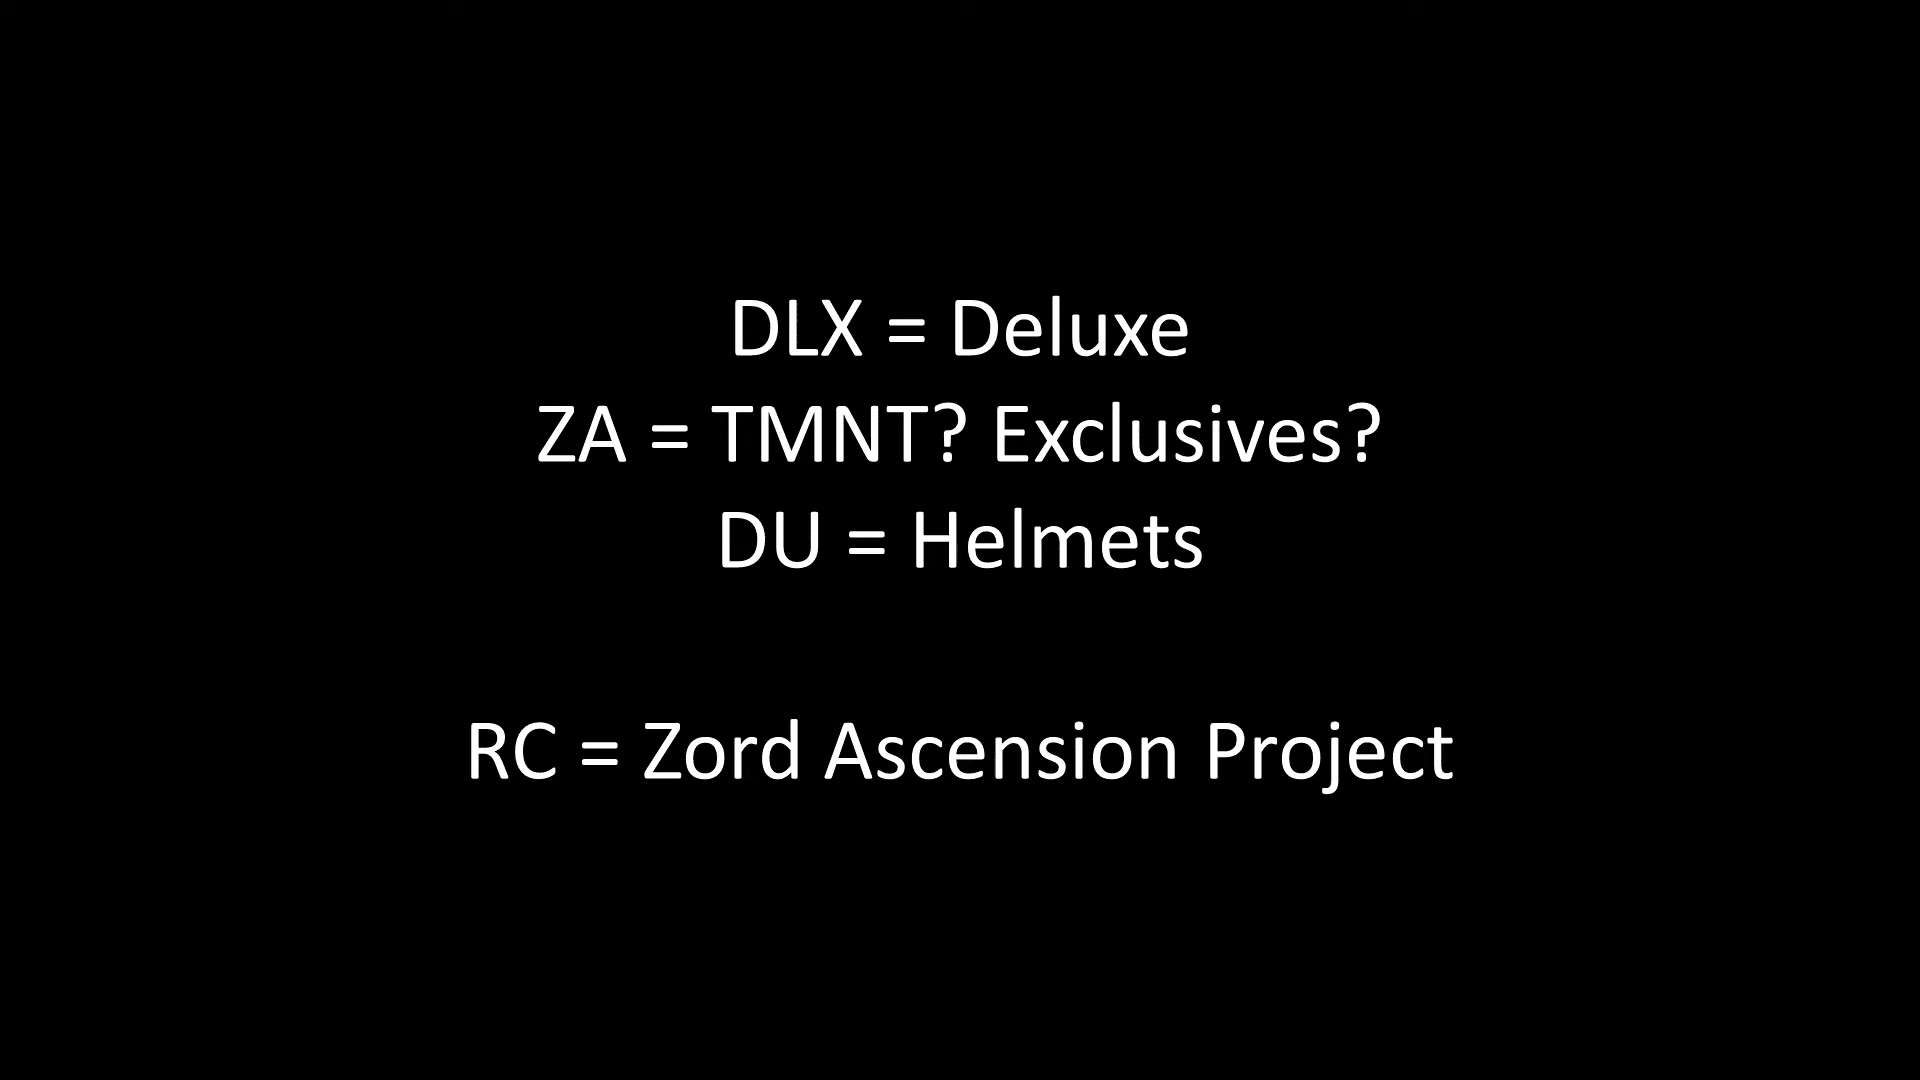 DLX = Deluxe
ZA = TMNT? Exclusives?
DU = Helmets
RC = Zord Ascension Project